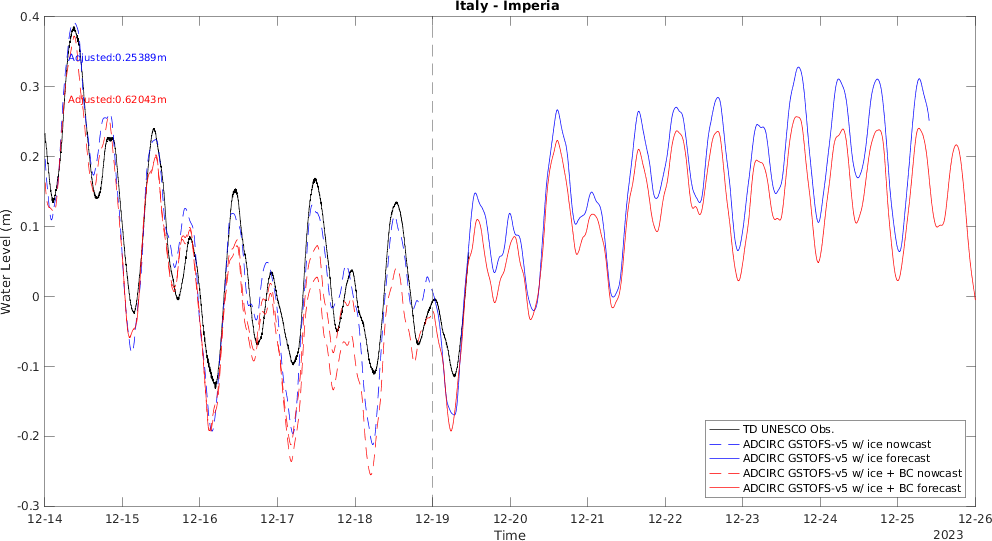 Italy - Imperia
0.4
0.3
0.2
0.1
0
-0.1
-0.2
-0.3
Water Level (m)
Adjusted:0.25389m
Adjusted:0.62043m
TD UNESCO Obs.
ADCIRC GSTOFS-v5 w/ ice nowcast
ADCIRC GSTOFS-v5 w/ ice forecast
ADCIRC GSTOFS-v5 w/ ice + BC nowcast
ADCIRC GSTOFS-v5 w/ ice + BC forecast
12-14 12-15 12-16 12-17 12-18 12-19 12-20 12-21 12-22 12-23 12-24 12-25 12-26
Time
2023